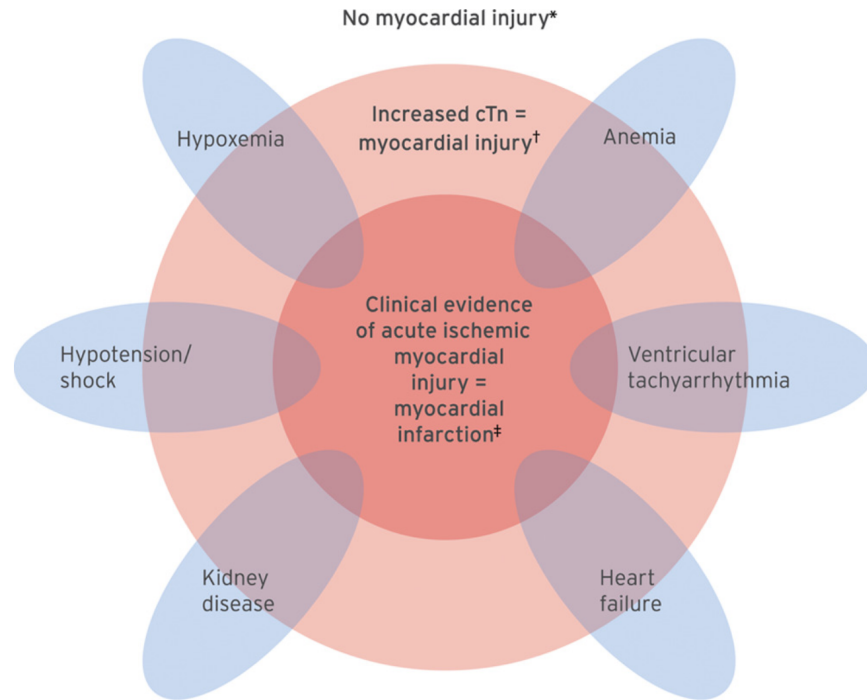 No myocardial injury*
Increased cTn =
myocardial injury†
Hypoxemia
Anemia
Clinical evidence
of acute ischemic
myocardial
injury =
myocardial
infarction‡
Hypotension/
shock
Ventricular
tachyarrhythmia
Kidney
disease
Heart
failure